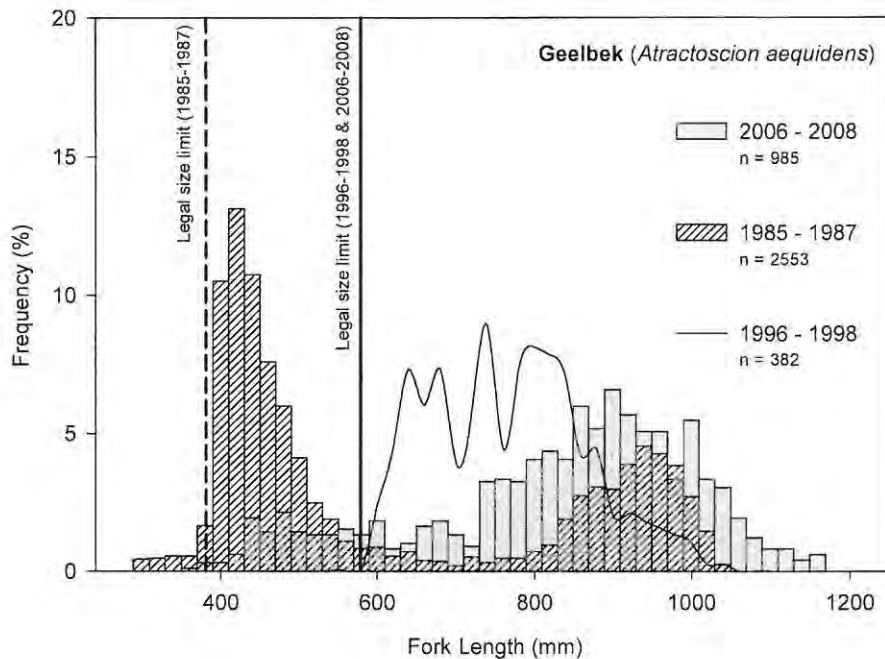 20
15
10
5
0
Frequency (%)
Legal size limit (1985-1987)
Legal size limit (1996-1998 & 2006-2008)
Geelbek (Atractoscion aequidens)
2006 - 2008
n = 985
1985 - 1987
n = 2553
1996 - 1998
n = 382
400
600
800
1000
1200
Fork Length (mm)